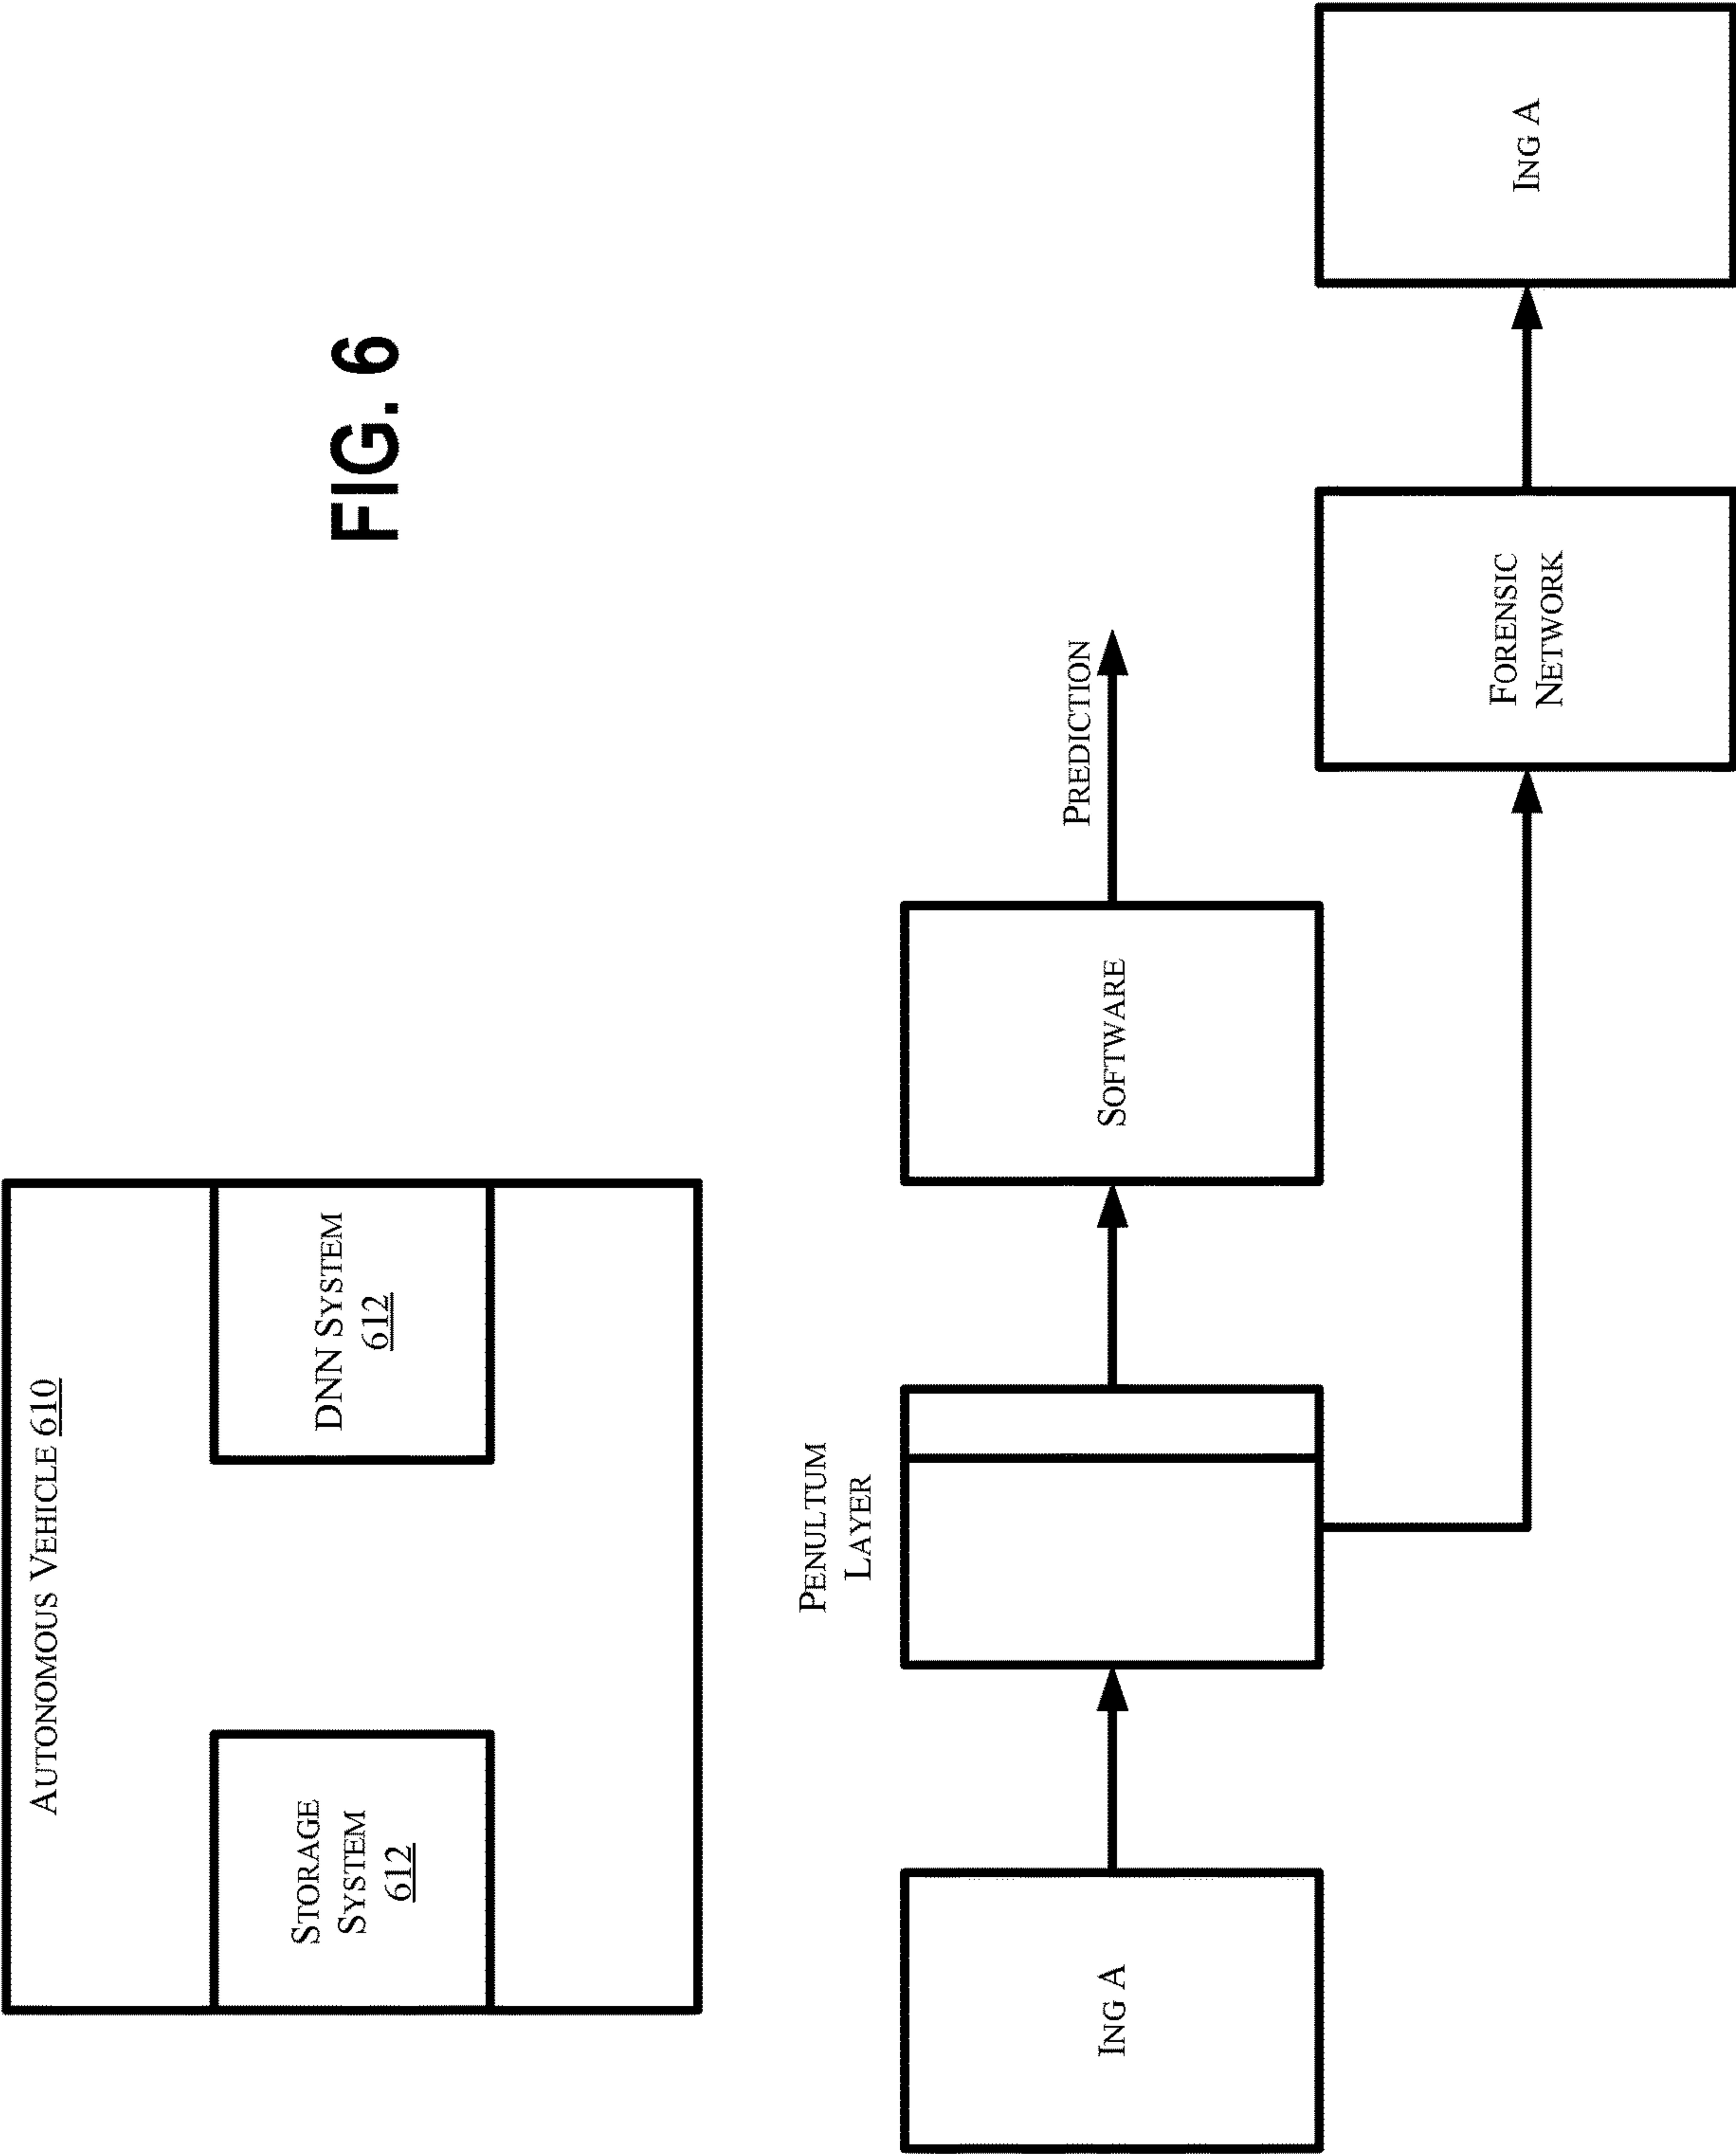 AUTONOMOUS VEHICLE 610
STORAGE
SYSTEM
612
DNN SYSTEM
612
FIG. 6
PENULTUM
LAYER
ING A
SOFTWARE
PREDICTION
FORENSIC
NETWORK
ING A